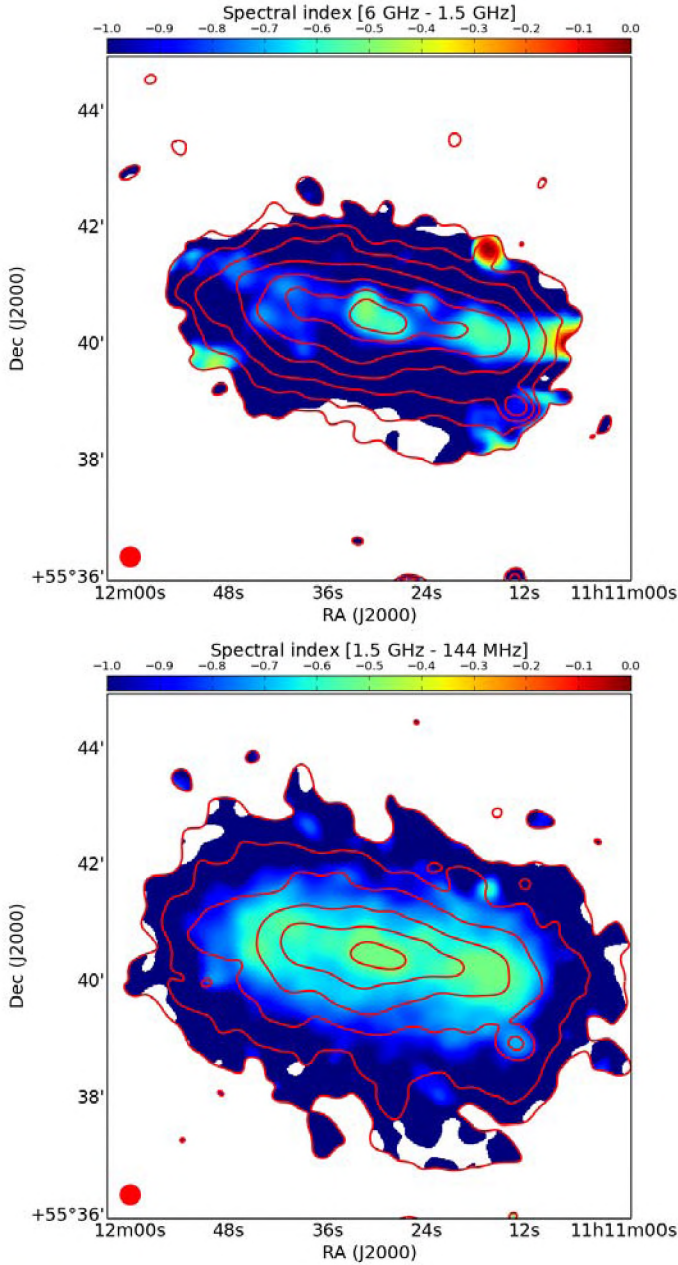 Spectral index [6 GHz - 1.5 GHz]
−1.0 −0.9 −0.8 −0.7 −0.6 −0.5 −0.4 −0.3 −0.2 −0.1 0.0
44'
42'
Dec (J2000)
40'
38'
+55°36'
12m00s 48s 36s 24s 12s 11h11m00s
RA (J2000)
Spectral index [1.5 GHz - 144 MHz]
−1.0 −0.9 −0.8 −0.7 −0.6 −0.5 −0.4 −0.3 −0.2 −0.1 0.0
44'
42'
Dec (J2000)
40'
38'
+55°36'
12m00s 48s 36s 24s 12s 11h11m00s
RA (J2000)